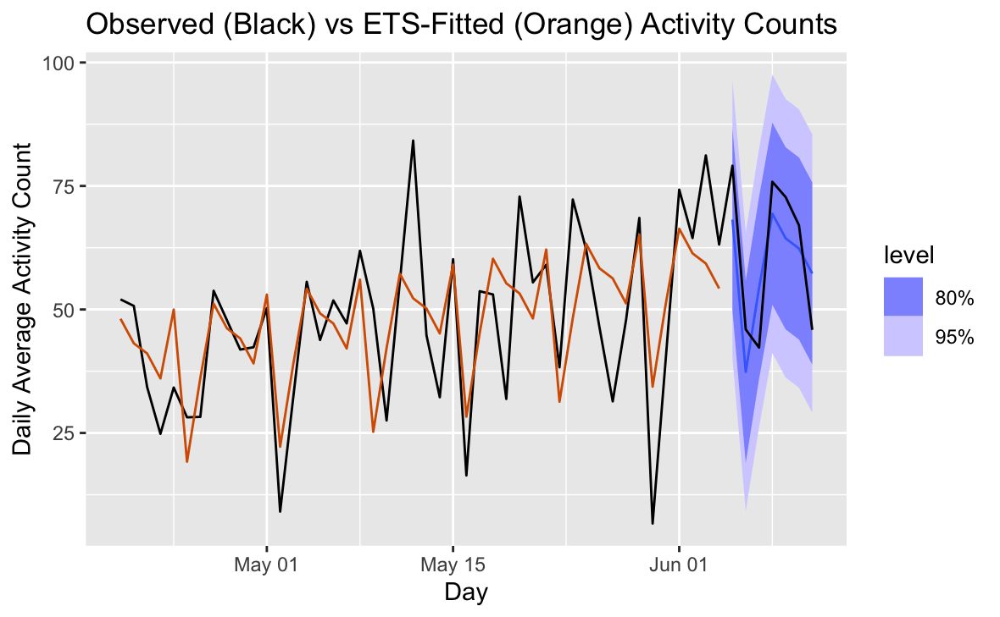 Observed (Black) vs ETS-Fitted (Orange) Activity Counts
Daily Average Activity Count
100
75
50
25
May 01
May 15
Jun 01
Day
level
80%
95%